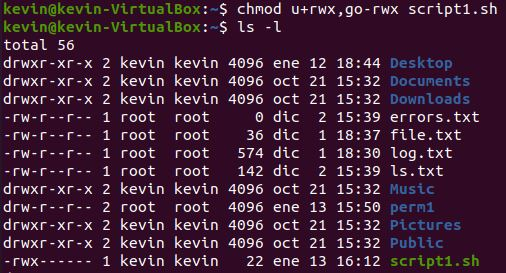 kevin@kevin-VirtualBox:~$ chmod u+rwx,go-rwx script1.sh
kevin@kevin-VirtualBox:~$ ls -l
total 56
drwxr-xr-x 2 kevin kevin 4096 ene 12 18:44 Desktop
drwxr-xr-x 2 kevin kevin 4096 oct 21 15:32 Documents
drwxr-xr-x 2 kevin kevin 4096 oct 21 15:32 Downloads
-rw-r--r-- 1 root  root     0 dic  2 15:39 errors.txt
-rw-r--r-- 1 root  root    36 dic  1 18:37 file.txt
-rw-r--r-- 1 root  root   574 dic  1 18:30 log.txt
-rw-r--r-- 1 root  root   142 dic  2 15:39 ls.txt
drwxr-xr-x 2 kevin kevin 4096 oct 21 15:32 Music
drw-r--r-- 2 root  root  4096 ene 13 15:50 perm1
drwxr-xr-x 2 kevin kevin 4096 oct 21 15:32 Pictures
drwxr-xr-x 2 kevin kevin 4096 oct 21 15:32 Public
-rwx------ 1 kevin kevin   22 ene 13 16:12 script1.sh